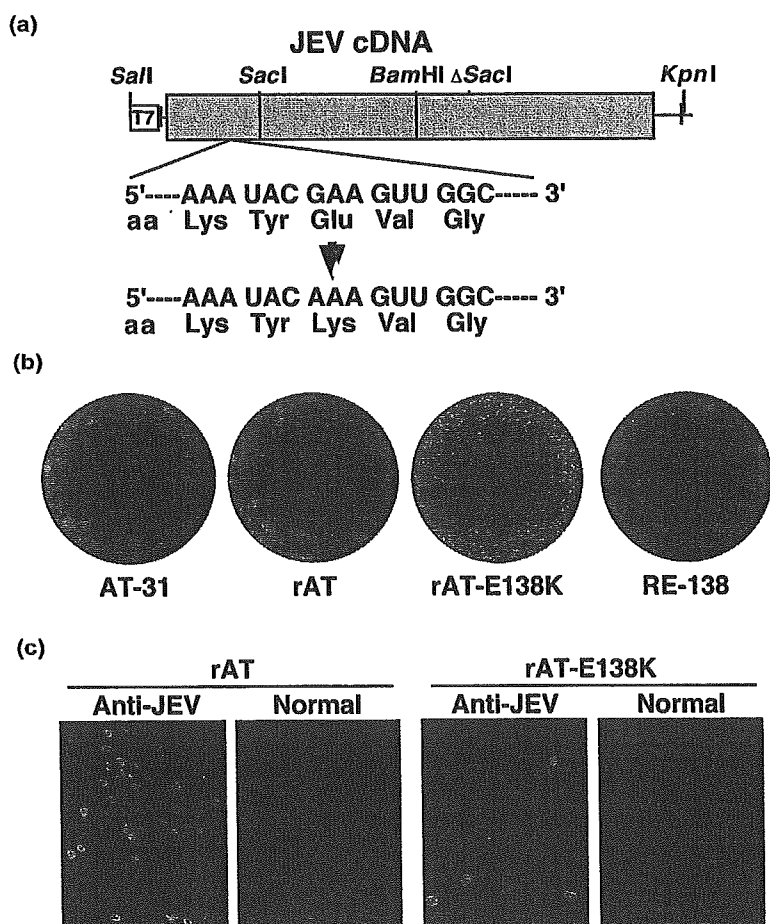 (a)
JEV cDNA
SalI SacI BamHI ΔSacI KpnI
T7
5'----AAA UAC GAA GUU GGC----- 3'
aa Lys Tyr Glu Val Gly
5'----AAA UAC AAA GUU GGC----- 3'
aa Lys Tyr Lys Val Gly
(b)
AT-31 rAT rAT-E138K RE-138
(c)
rAT rAT-E138K
Anti-JEV Normal Anti-JEV Normal